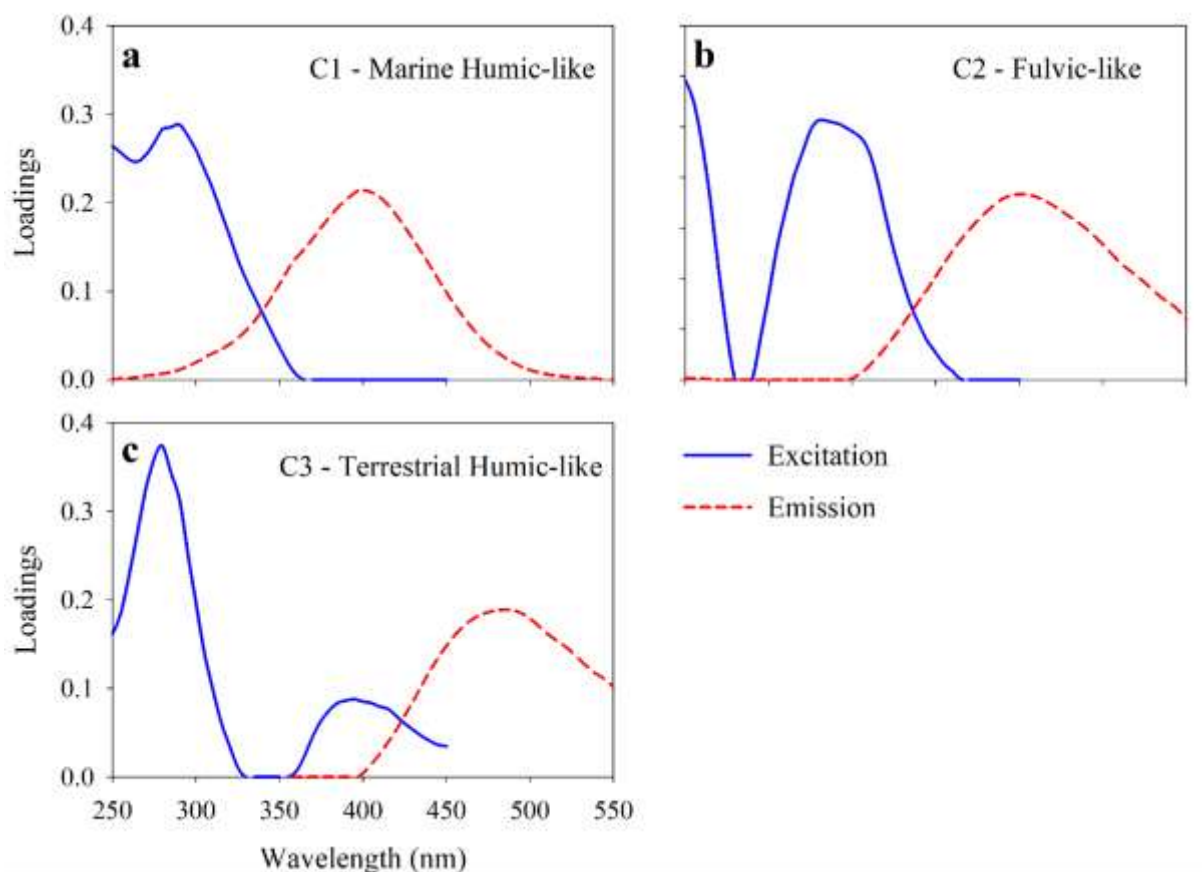 a
C1 - Marine Humic-like
0.4
0.3
0.2
0.1
0.0
Loadings
b
C2 - Fulvic-like
c
C3 - Terrestrial Humic-like
0.4
0.3
0.2
0.1
0.0
Loadings
250 300 350 400 450 500 550
Wavelength (nm)
Excitation
Emission